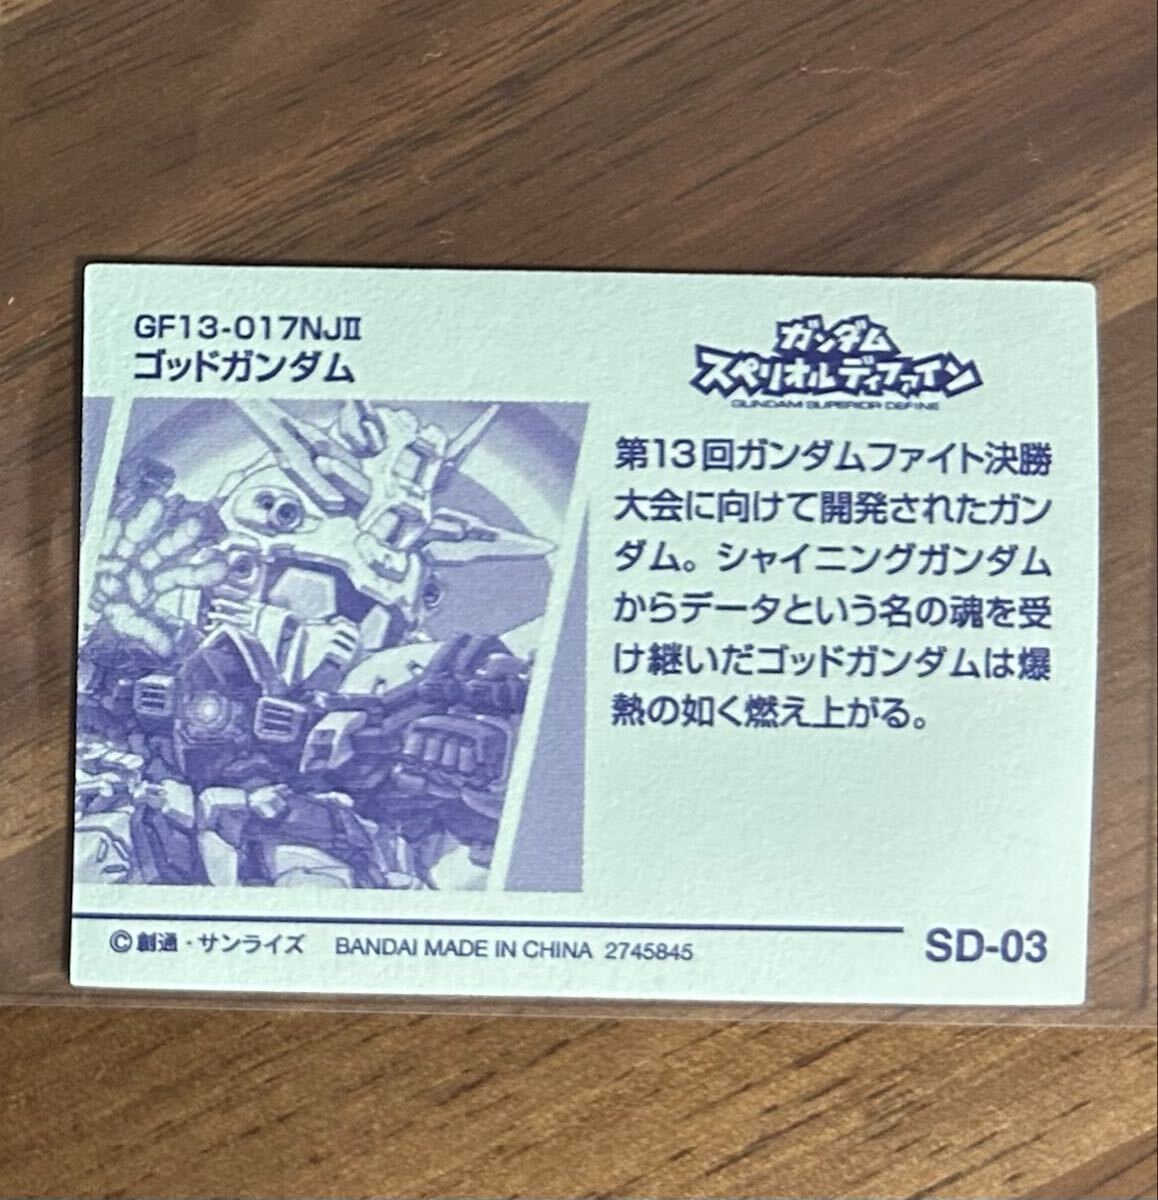 GF13-017NJⅡ
ゴッドガンダム
ガンダム
スペリオルディファイン
GUNDAM SUPERIOR DEFINE
第13回ガンダムファイト決勝
大会に向けて開発されたガン
ダム。シャイニングガンダム
からデータという名の魂を受
け継いだゴッドガンダムは爆
熱の如く燃え上がる。
©創通・サンライズ BANDAI MADE IN CHINA 2745845
SD-03